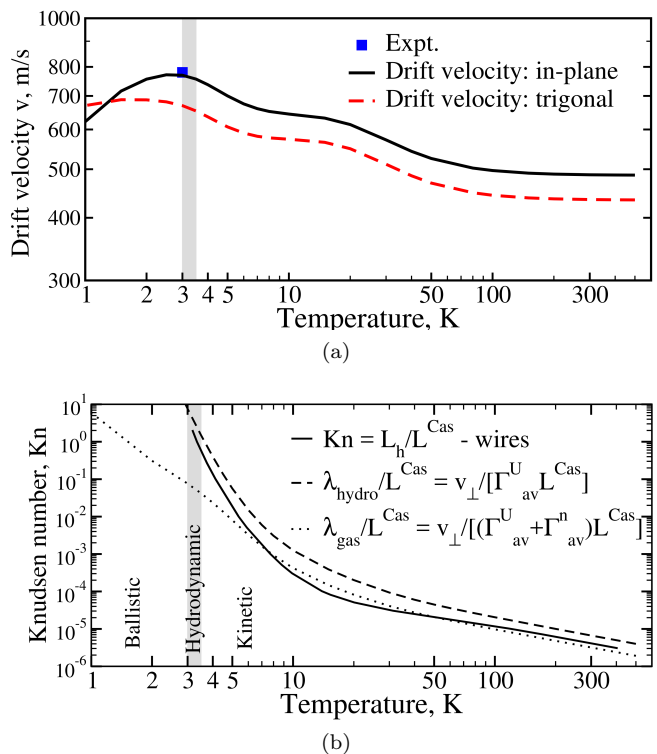 1000
800
700
600
500
400
300
Drift velocity v, m/s
Expt.
Drift velocity: in-plane
Drift velocity: trigonal
1 2 3 4 5 10 50 100 300
Temperature, K
(a)
10^1
10^0
10^-1
10^-2
10^-3
10^-4
10^-5
10^-6
Knudsen number, Kn
Kn = L_h/L^Cas - wires
λ_hydro/L^Cas = v_⊥/[Γ^U_av L^Cas]
λ_gas/L^Cas = v_⊥/[(Γ^U_av+Γ^n_av)L^Cas]
Ballistic
Hydrodynamic
Kinetic
1 2 3 4 5 10 50 100 300
Temperature, K
(b)